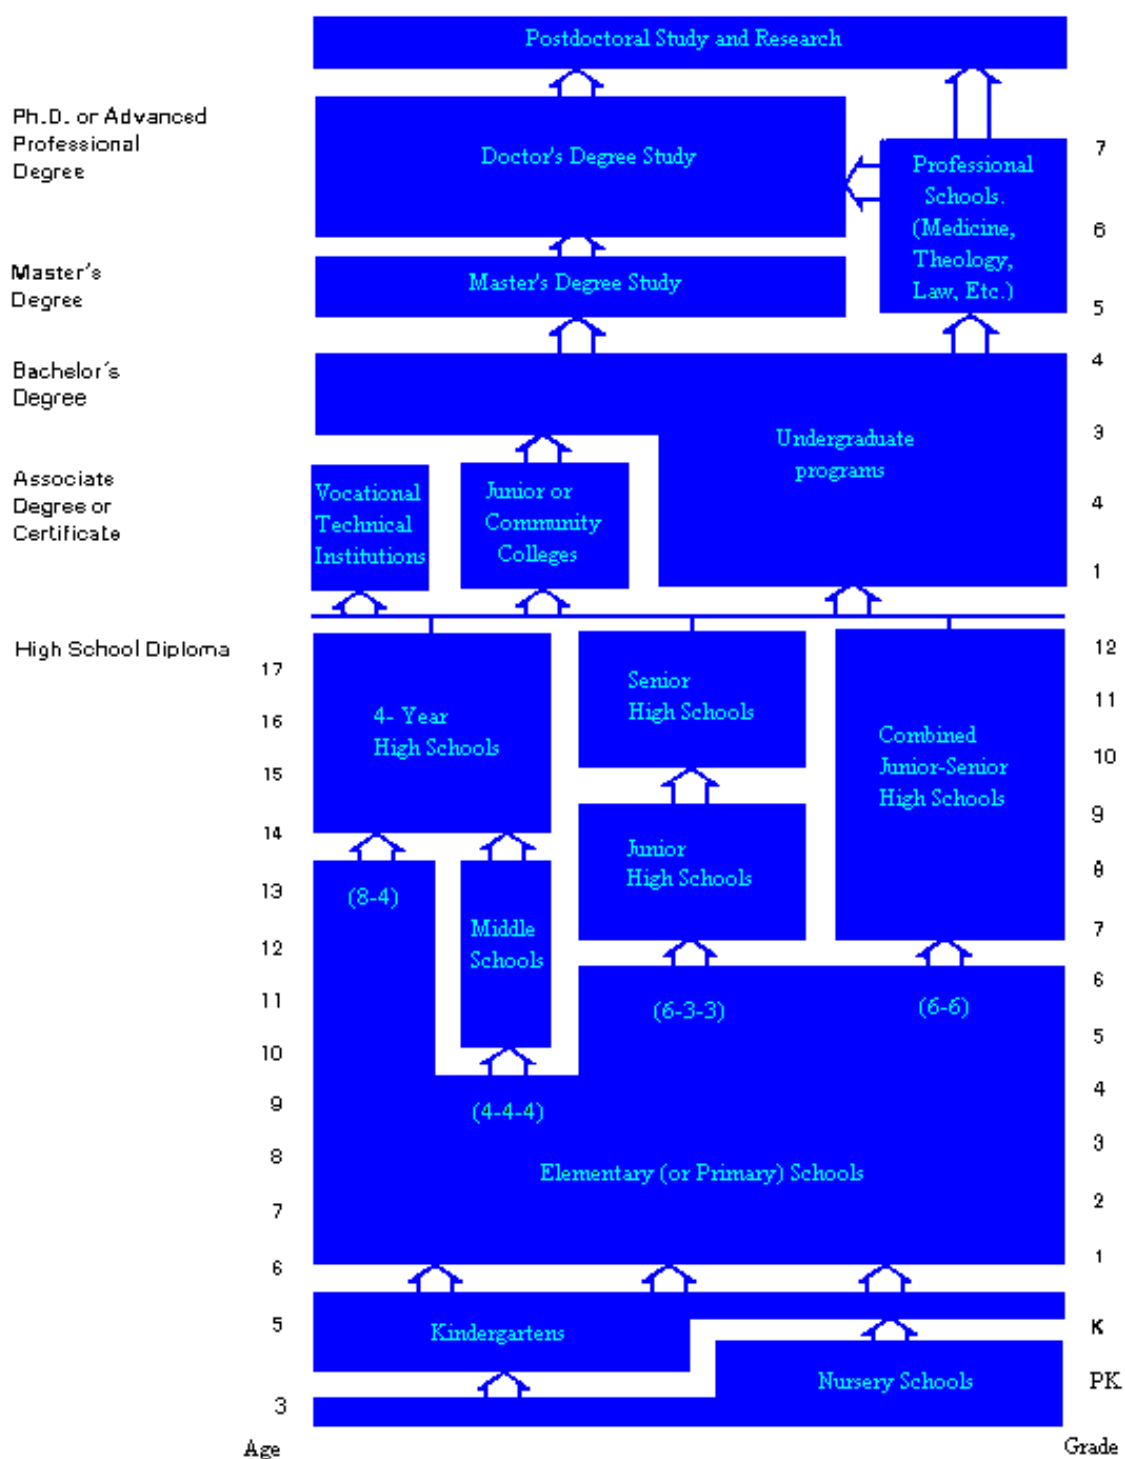 Postdoctoral Study and Research
Ph.D. or Advanced
Professional
Degree
Doctor's Degree Study
Professional
Schools.
(Medicine,
Theology,
Law, Etc.)
7
6
5
Master's
Degree
Master's Degree Study
Bachelor's
Degree
4
3
Undergraduate
programs
Associate
Degree or
Certificate
Vocational
Technical
Institutions
Junior or
Community
Colleges
4
1
High School Diploma
17
16
15
14
13
12
11
10
9
8
7
6
5
3
Age
4- Year
High Schools
Senior
High Schools
Combined
Junior-Senior
High Schools
Junior
High Schools
(8-4)
Middle
Schools
(6-3-3)
(6-6)
(4-4-4)
Elementary (or Primary) Schools
Kindergartens
Nursery Schools
12
11
10
9
8
7
6
5
4
3
2
1
K
PK
Grade